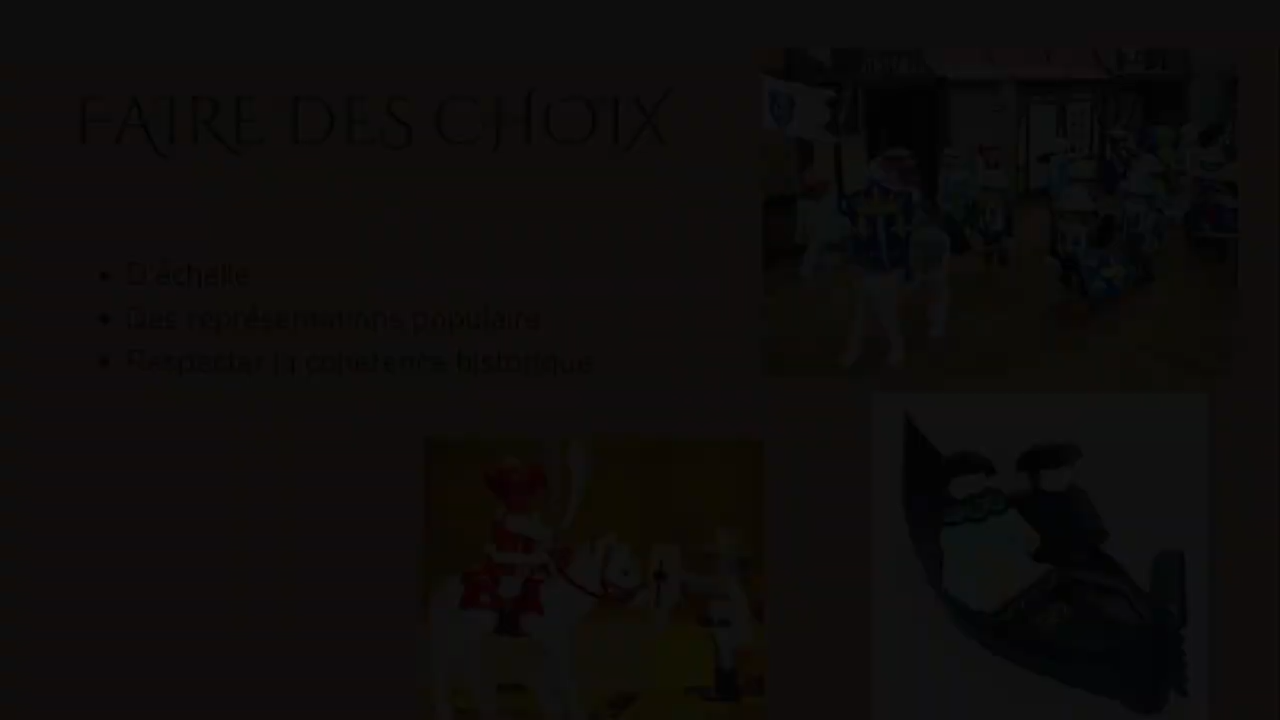 FAIRE DES CHOIX
D'échelle
Des représentations populaire
Respecter la cohérence historique